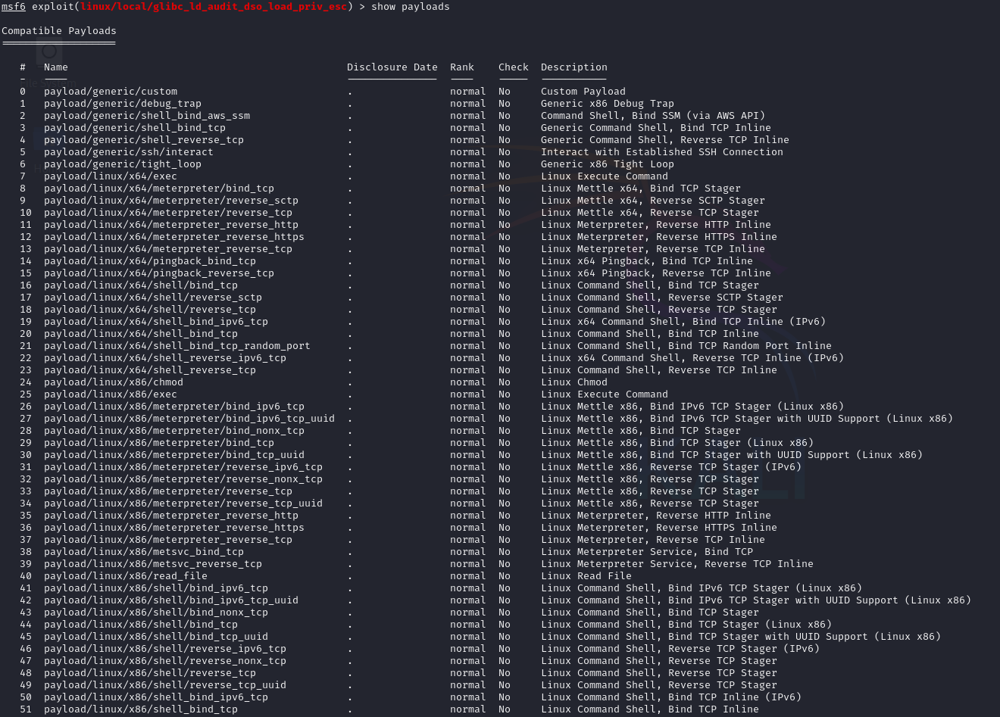 msf6 exploit(linux/local/glibc_ld_audit_dso_load_priv_esc) > show payloads
Compatible Payloads
===================
# Name Disclosure Date Rank Check Description
- ---- --------------- ---- ----- -----------
0 payload/generic/custom . normal No Custom Payload
1 payload/generic/debug_trap . normal No Generic x86 Debug Trap
2 payload/generic/shell_bind_aws_ssm . normal No Command Shell, Bind SSM (via AWS API)
3 payload/generic/shell_bind_tcp . normal No Generic Command Shell, Bind TCP Inline
4 payload/generic/shell_reverse_tcp . normal No Generic Command Shell, Reverse TCP Inline
5 payload/generic/ssh/interact . normal No Interact with Established SSH Connection
6 payload/generic/tight_loop . normal No Generic x86 Tight Loop
7 payload/linux/x64/exec . normal No Linux Execute Command
8 payload/linux/x64/meterpreter/bind_tcp . normal No Linux Mettle x64, Bind TCP Stager
9 payload/linux/x64/meterpreter/reverse_sctp . normal No Linux Mettle x64, Reverse SCTP Stager
10 payload/linux/x64/meterpreter/reverse_tcp . normal No Linux Mettle x64, Reverse TCP Stager
11 payload/linux/x64/meterpreter_reverse_http . normal No Linux Meterpreter, Reverse HTTP Inline
12 payload/linux/x64/meterpreter_reverse_https . normal No Linux Meterpreter, Reverse HTTPS Inline
13 payload/linux/x64/meterpreter_reverse_tcp . normal No Linux Meterpreter, Reverse TCP Inline
14 payload/linux/x64/pingback_bind_tcp . normal No Linux x64 Pingback, Bind TCP Inline
15 payload/linux/x64/pingback_reverse_tcp . normal No Linux x64 Pingback, Reverse TCP Inline
16 payload/linux/x64/shell/bind_tcp . normal No Linux Command Shell, Bind TCP Stager
17 payload/linux/x64/shell/reverse_sctp . normal No Linux Command Shell, Reverse SCTP Stager
18 payload/linux/x64/shell/reverse_tcp . normal No Linux Command Shell, Reverse TCP Stager
19 payload/linux/x64/shell_bind_ipv6_tcp . normal No Linux x64 Command Shell, Bind TCP Inline (IPv6)
20 payload/linux/x64/shell_bind_tcp . normal No Linux Command Shell, Bind TCP Inline
21 payload/linux/x64/shell_bind_tcp_random_port . normal No Linux Command Shell, Bind TCP Random Port Inline
22 payload/linux/x64/shell_reverse_ipv6_tcp . normal No Linux x64 Command Shell, Reverse TCP Inline (IPv6)
23 payload/linux/x64/shell_reverse_tcp . normal No Linux Command Shell, Reverse TCP Inline
24 payload/linux/x86/chmod . normal No Linux Chmod
25 payload/linux/x86/exec . normal No Linux Execute Command
26 payload/linux/x86/meterpreter/bind_ipv6_tcp . normal No Linux Mettle x86, Bind IPv6 TCP Stager (Linux x86)
27 payload/linux/x86/meterpreter/bind_ipv6_tcp_uuid . normal No Linux Mettle x86, Bind IPv6 TCP Stager with UUID Support (Linux x86)
28 payload/linux/x86/meterpreter/bind_nonx_tcp . normal No Linux Mettle x86, Bind TCP Stager
29 payload/linux/x86/meterpreter/bind_tcp . normal No Linux Mettle x86, Bind TCP Stager (Linux x86)
30 payload/linux/x86/meterpreter/bind_tcp_uuid . normal No Linux Mettle x86, Bind TCP Stager with UUID Support (Linux x86)
31 payload/linux/x86/meterpreter/reverse_ipv6_tcp . normal No Linux Mettle x86, Reverse TCP Stager (IPv6)
32 payload/linux/x86/meterpreter/reverse_nonx_tcp . normal No Linux Mettle x86, Reverse TCP Stager
33 payload/linux/x86/meterpreter/reverse_tcp . normal No Linux Mettle x86, Reverse TCP Stager
34 payload/linux/x86/meterpreter/reverse_tcp_uuid . normal No Linux Mettle x86, Reverse TCP Stager
35 payload/linux/x86/meterpreter_reverse_http . normal No Linux Meterpreter, Reverse HTTP Inline
36 payload/linux/x86/meterpreter_reverse_https . normal No Linux Meterpreter, Reverse HTTPS Inline
37 payload/linux/x86/meterpreter_reverse_tcp . normal No Linux Meterpreter, Reverse TCP Inline
38 payload/linux/x86/metsvc_bind_tcp . normal No Linux Meterpreter Service, Bind TCP
39 payload/linux/x86/metsvc_reverse_tcp . normal No Linux Meterpreter Service, Reverse TCP Inline
40 payload/linux/x86/read_file . normal No Linux Read File
41 payload/linux/x86/shell/bind_ipv6_tcp . normal No Linux Command Shell, Bind IPv6 TCP Stager (Linux x86)
42 payload/linux/x86/shell/bind_ipv6_tcp_uuid . normal No Linux Command Shell, Bind IPv6 TCP Stager with UUID Support (Linux x86)
43 payload/linux/x86/shell/bind_nonx_tcp . normal No Linux Command Shell, Bind TCP Stager
44 payload/linux/x86/shell/bind_tcp . normal No Linux Command Shell, Bind TCP Stager (Linux x86)
45 payload/linux/x86/shell/bind_tcp_uuid . normal No Linux Command Shell, Bind TCP Stager with UUID Support (Linux x86)
46 payload/linux/x86/shell/reverse_ipv6_tcp . normal No Linux Command Shell, Reverse TCP Stager (IPv6)
47 payload/linux/x86/shell/reverse_nonx_tcp . normal No Linux Command Shell, Reverse TCP Stager
48 payload/linux/x86/shell/reverse_tcp . normal No Linux Command Shell, Reverse TCP Stager
49 payload/linux/x86/shell/reverse_tcp_uuid . normal No Linux Command Shell, Reverse TCP Stager
50 payload/linux/x86/shell_bind_ipv6_tcp . normal No Linux Command Shell, Bind TCP Inline (IPv6)
51 payload/linux/x86/shell_bind_tcp . normal No Linux Command Shell, Bind TCP Inline